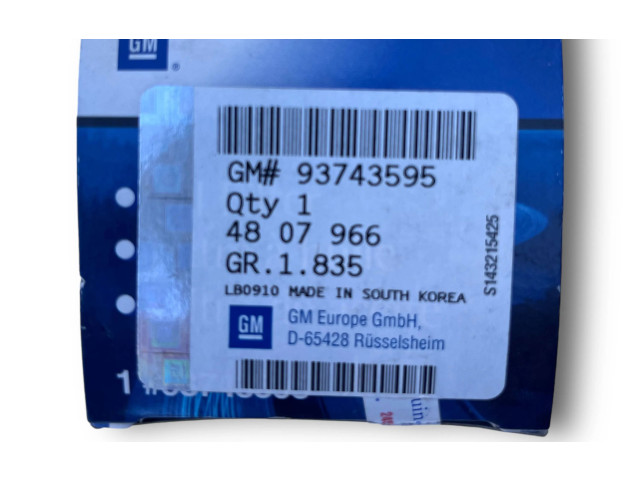 GM
®
GM# 93743595
Qty 1
48 07 966
GR.1.835
LB0910 MADE IN SOUTH KOREA
S143215425
GM
GM Europe GmbH,
D-65428 Rüsselsheim